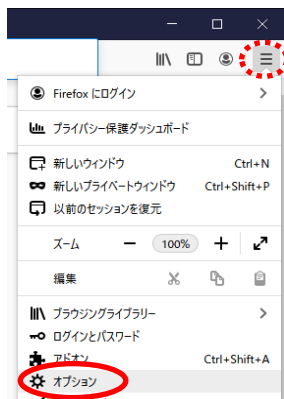 Firefox にログイン
プライバシー保護ダッシュボード
新しいウィンドウ Ctrl+N
新しいプライベートウィンドウ Ctrl+Shift+P
以前のセッションを復元
ズーム 100%
編集
ブラウジングライブラリー
ログインとパスワード
アドオン Ctrl+Shift+A
オプション